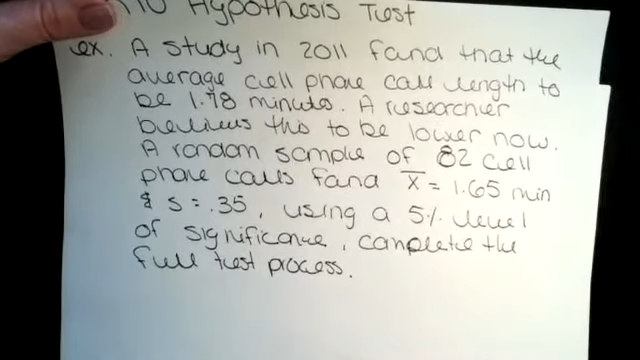 10 Hypothesis Test
ex. A study in 2011 found that the
average cell phone call length to
be 1.78 minutes. A researcher
believes this to be lower now.
A random sample of 82 cell
phone calls found x̅ = 1.65 min
& s = .35, using a 5% level
of significance, complete the
full test process.